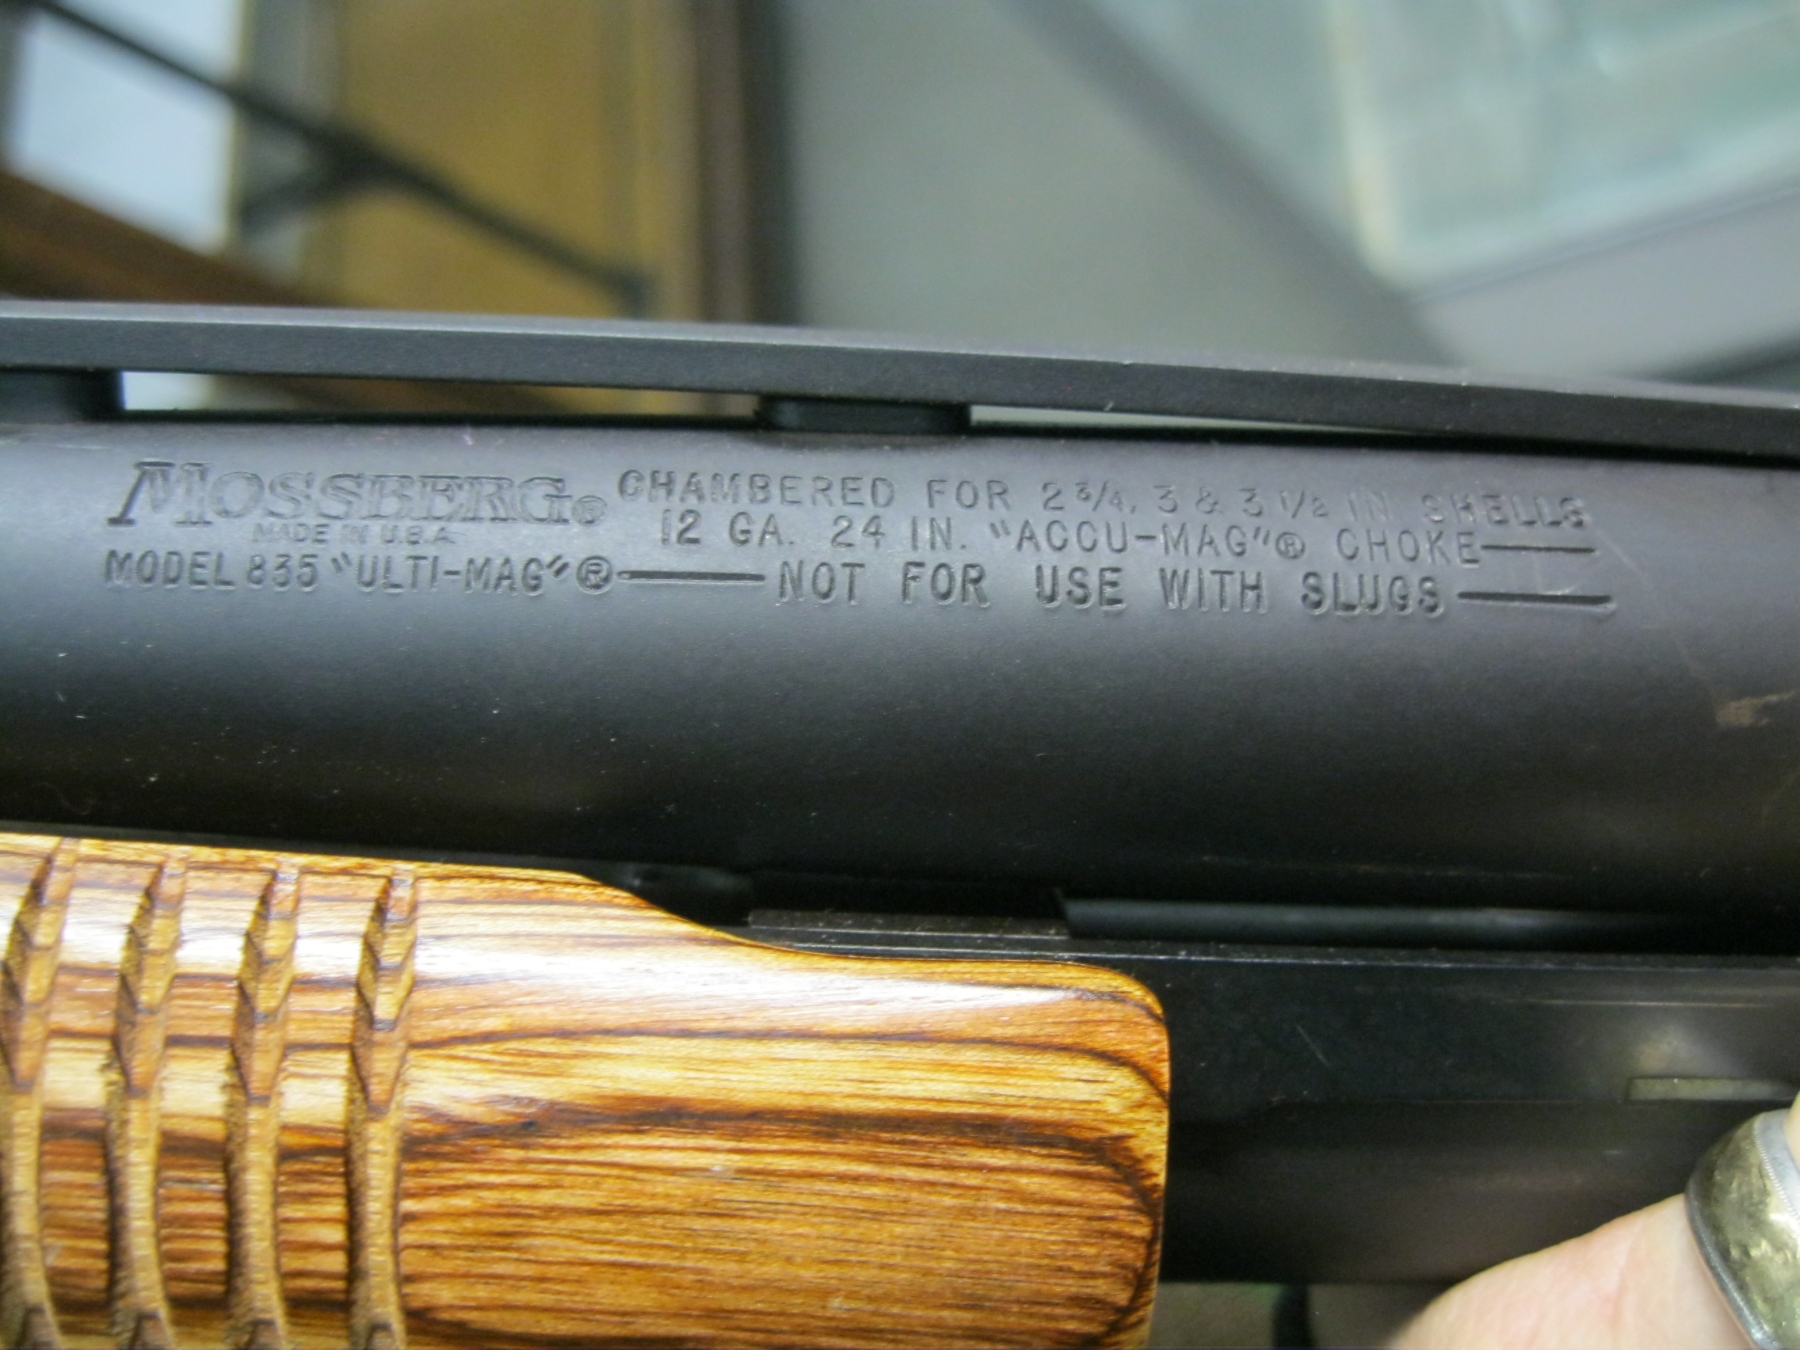 MOSSBERG® CHAMBERED FOR 2 3/4, 3 & 3 1/2 IN SHELLS
MADE IN U.S.A. 12 GA. 24 IN. "ACCU-MAG"® CHOKE
MODEL 835 "ULTI-MAG"® NOT FOR USE WITH SLUGS